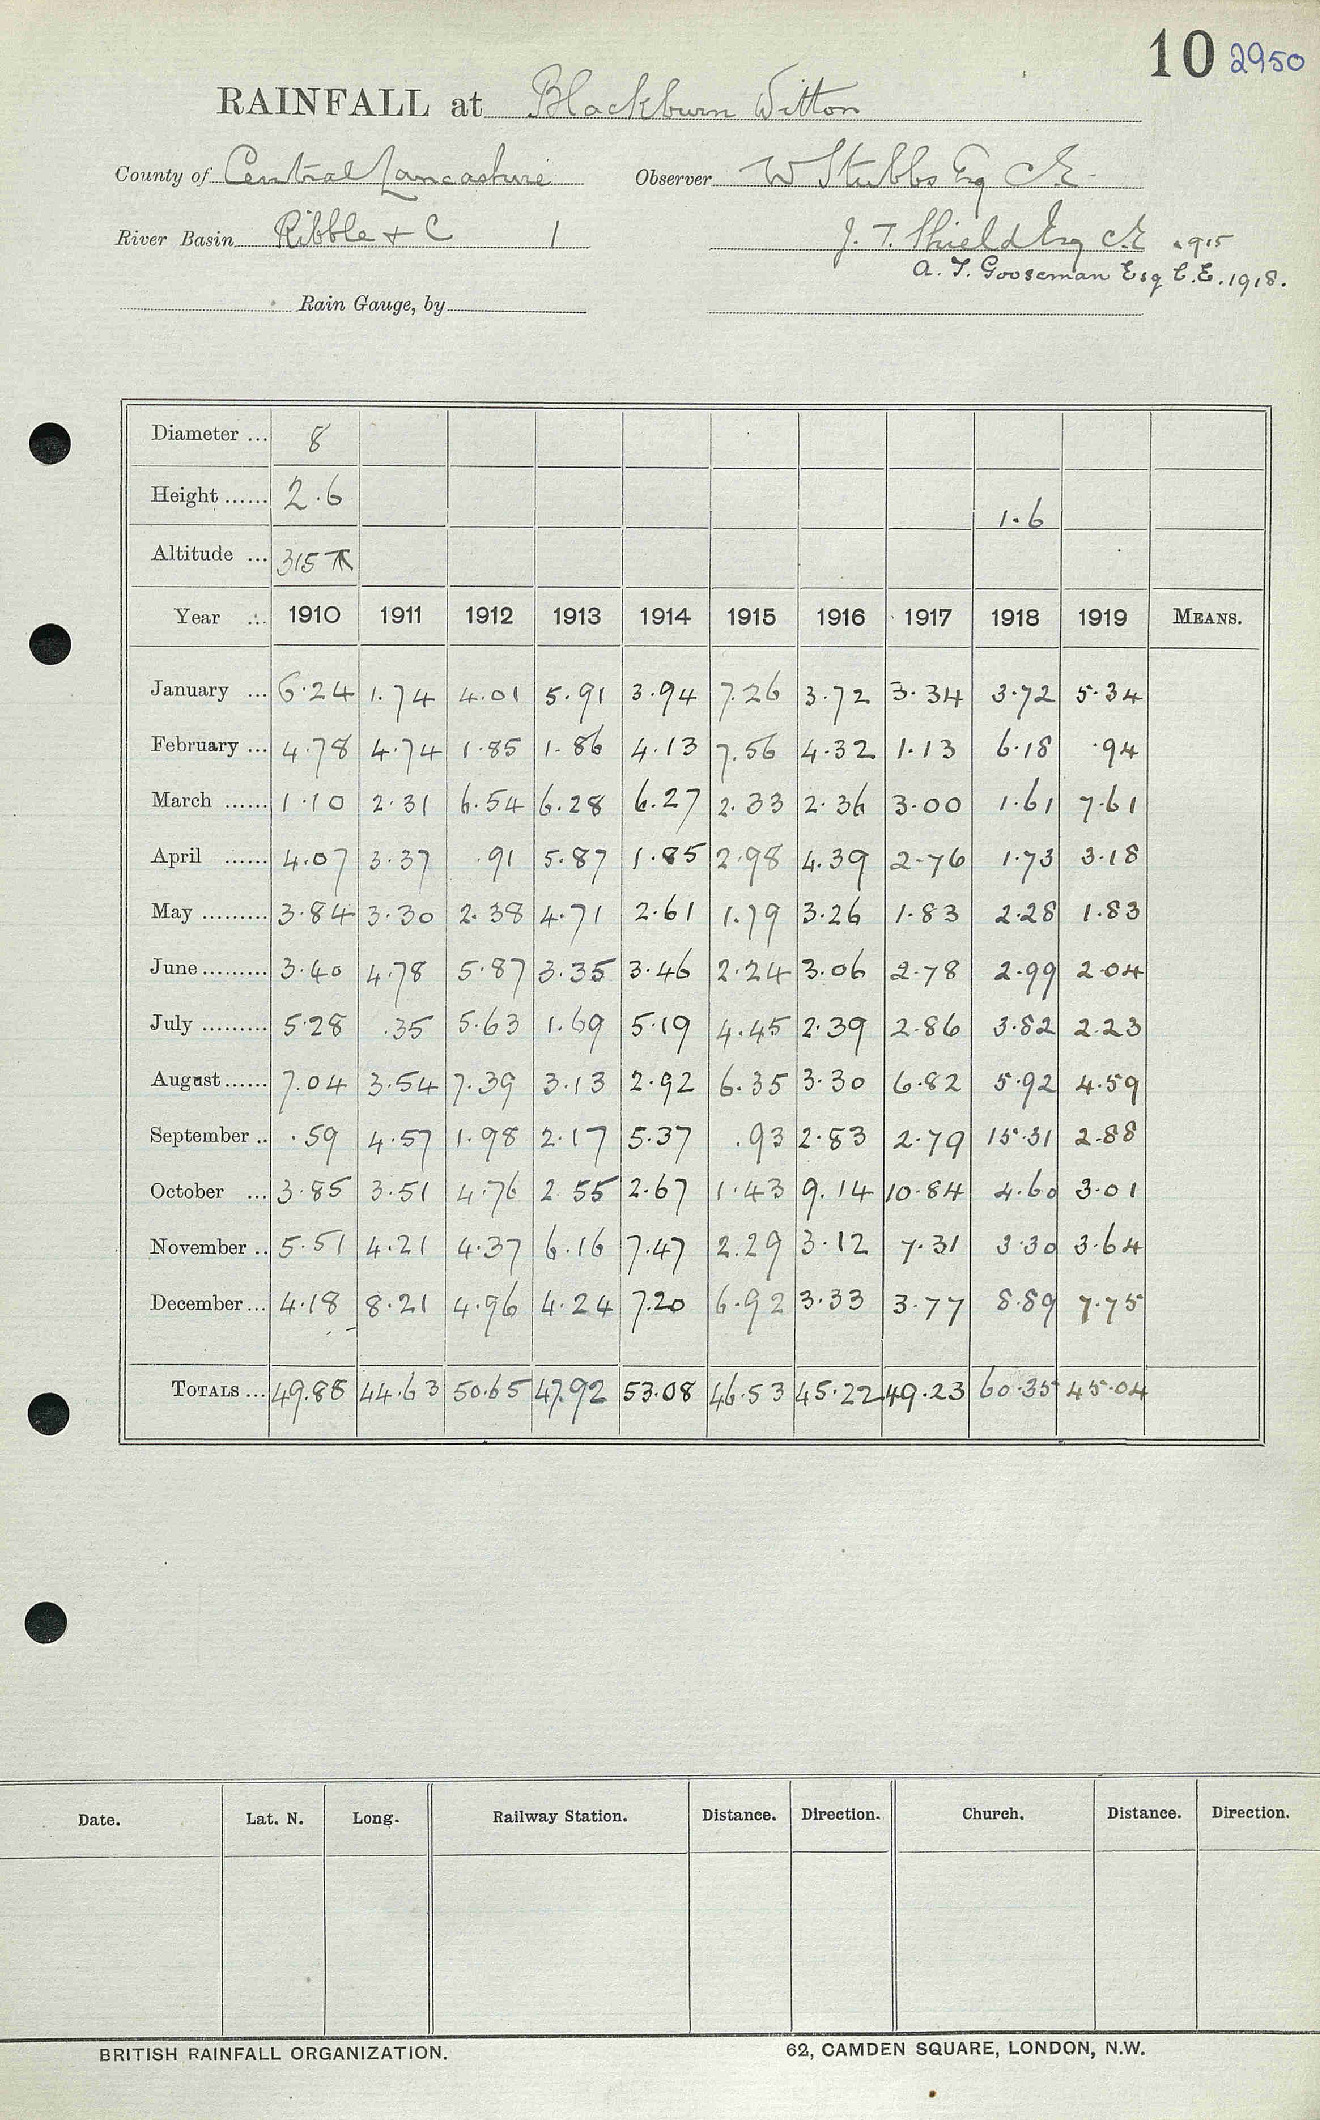 10 2950
RAINFALL at Blackburn Witton
County of Central Lancashire Observer W Stubbs Esq C.E.
River Basin Ribble + C 1 J. T. Shield Esq C.E. 1915
A. T. Gooseman Esq C.E. 1918.
Rain Gauge, by
Diameter ... 8
Height ...... 2.6 1.6
Altitude ... 315
Year ... 1910 1911 1912 1913 1914 1915 1916 1917 1918 1919 MEANS.
January ... 6.24 1.74 4.01 5.91 3.94 7.26 3.72 3.34 3.72 5.34
February ... 4.78 4.74 1.85 1.86 4.13 7.56 4.32 1.13 6.18 .94
March ...... 1.10 2.31 6.54 6.28 6.27 2.33 2.36 3.00 1.61 7.61
April ...... 4.07 3.37 .91 5.87 1.85 2.98 4.39 2.76 1.73 3.18
May ......... 3.84 3.30 2.38 4.71 2.61 1.79 3.26 1.83 2.28 1.83
June ......... 3.40 4.78 5.87 3.35 3.46 2.24 3.06 2.78 2.99 2.04
July ......... 5.28 .35 5.63 1.69 5.19 4.45 2.39 2.86 3.82 2.23
August ...... 7.04 3.54 7.39 3.13 2.92 6.35 3.30 6.82 5.92 4.59
September .. .59 4.57 1.98 2.17 5.37 .93 2.83 2.79 15.31 2.88
October ... 3.85 3.51 4.76 2.55 2.67 1.43 9.14 10.84 4.60 3.01
November .. 5.51 4.21 4.37 6.16 7.47 2.29 3.12 7.31 3.30 3.64
December ... 4.18 8.21 4.96 4.24 7.20 6.92 3.33 3.77 8.89 7.75
TOTALS ... 49.88 44.63 50.65 47.92 53.08 46.53 45.22 49.23 60.35 45.04
Date. Lat. N. Long. Railway Station. Distance. Direction. Church. Distance. Direction.
BRITISH RAINFALL ORGANIZATION. 62, CAMDEN SQUARE, LONDON, N.W.